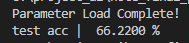 Parameter Load Complete!
test acc |  66.2200 %